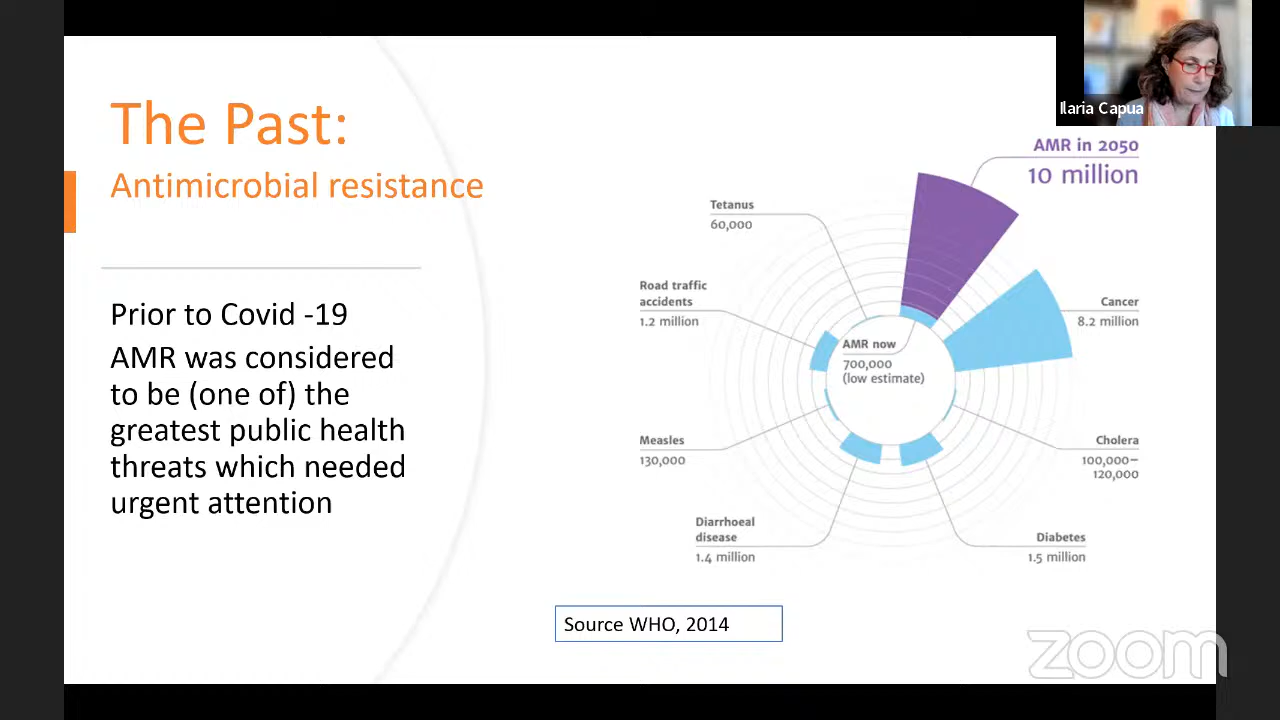 The Past:
Antimicrobial resistance
Prior to Covid -19
AMR was considered
to be (one of) the
greatest public health
threats which needed
urgent attention
Ilaria Capua
AMR in 2050
10 million
Tetanus
60,000
Road traffic
accidents
1.2 million
Cancer
8.2 million
AMR now
700,000
(low estimate)
Measles
130,000
Cholera
100,000–
120,000
Diarrhoeal
disease
1.4 million
Diabetes
1.5 million
Source WHO, 2014
zoom